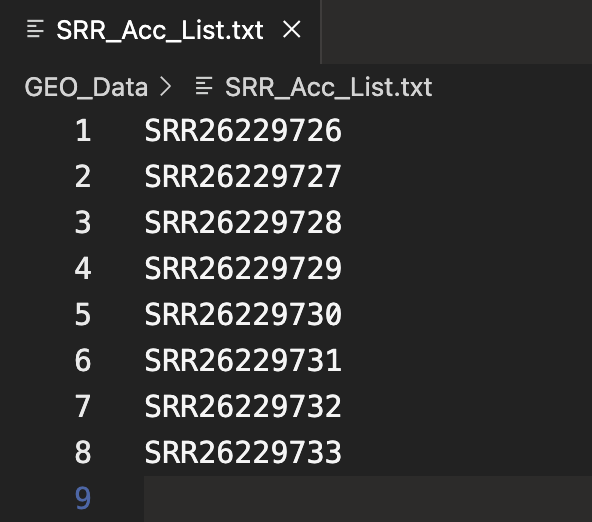 SRR_Acc_List.txt
GEO_Data > SRR_Acc_List.txt
1 SRR26229726
2 SRR26229727
3 SRR26229728
4 SRR26229729
5 SRR26229730
6 SRR26229731
7 SRR26229732
8 SRR26229733
9